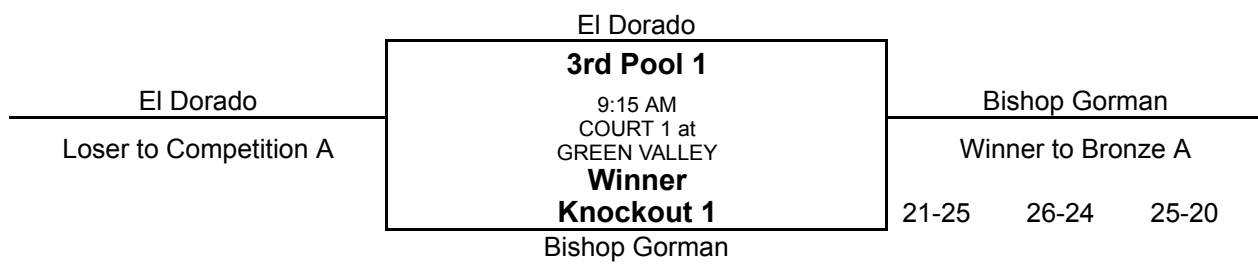 El Dorado
3rd Pool 1
El Dorado
9:15 AM
Bishop Gorman
COURT 1 at
Loser to Competition A
GREEN VALLEY
Winner to Bronze A
Winner
Knockout 1
21-25 26-24 25-20
Bishop Gorman